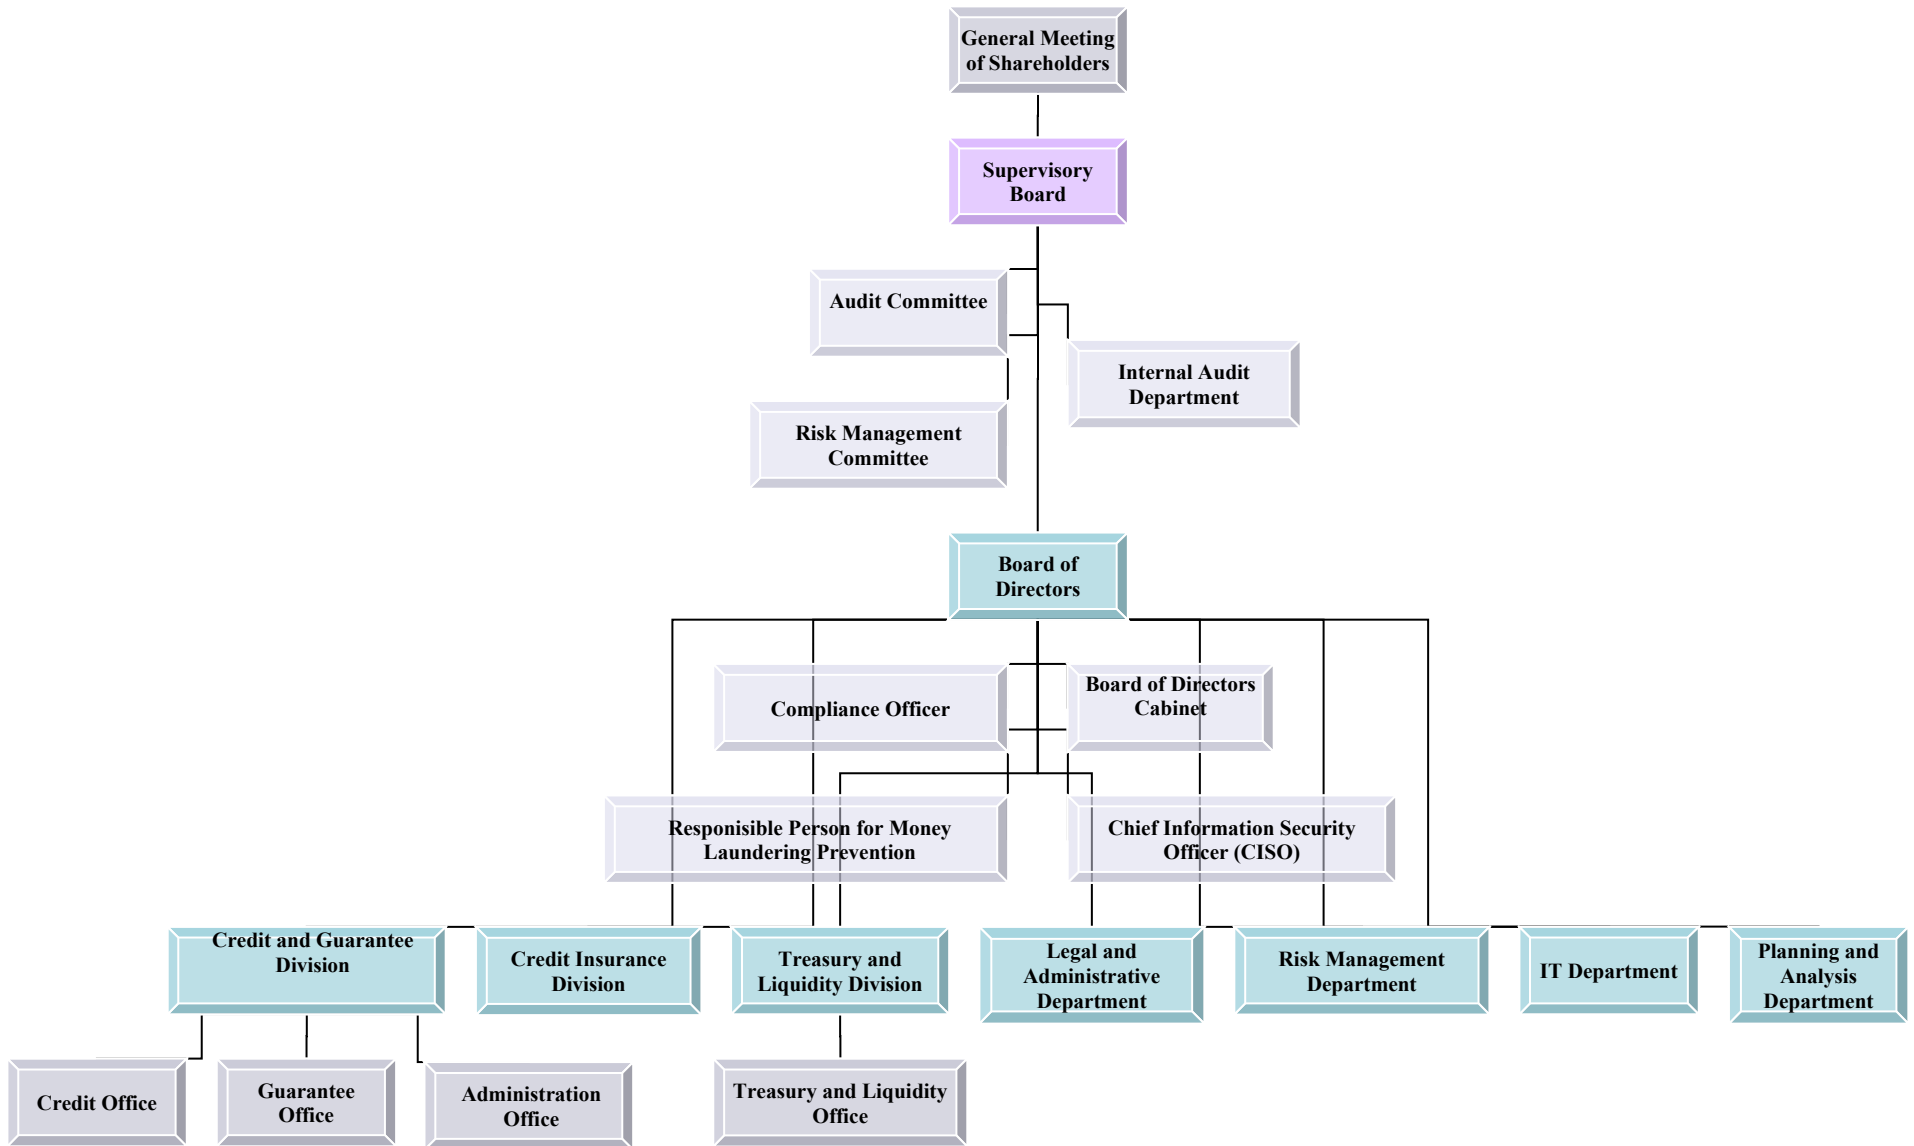 General Meeting
of Shareholders
Supervisory
Board
Audit Committee
Internal Audit
Department
Risk Management
Committee
Board of
Directors
Compliance Officer
Board of Directors
Cabinet
Responisible Person for Money
Laundering Prevention
Chief Information Security
Officer (CISO)
Credit and Guarantee
Division
Credit Insurance
Division
Treasury and
Liquidity Division
Legal and
Administrative
Department
Risk Management
Department
IT Department
Planning and
Analysis
Department
Credit Office
Guarantee
Office
Administration
Office
Treasury and Liquidity
Office